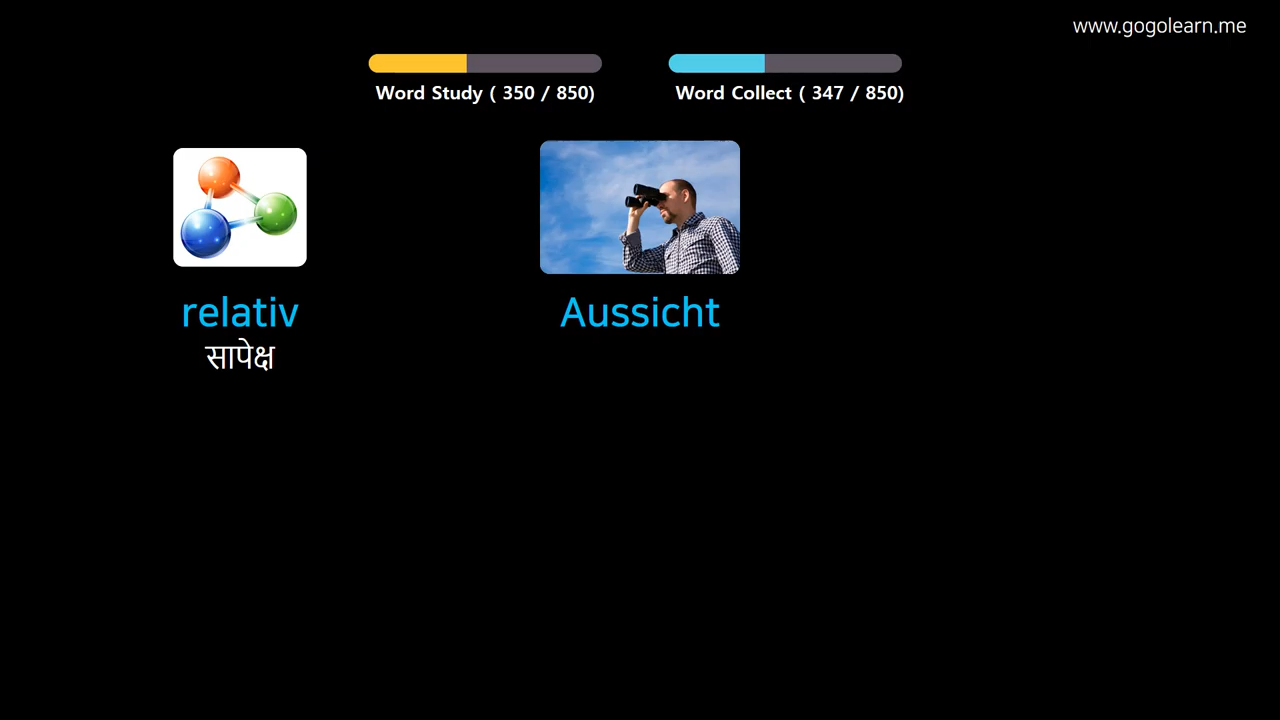 www.gogolearn.me
Word Study ( 350 / 850)
Word Collect ( 347 / 850)
relativ
सापेक्ष
Aussicht